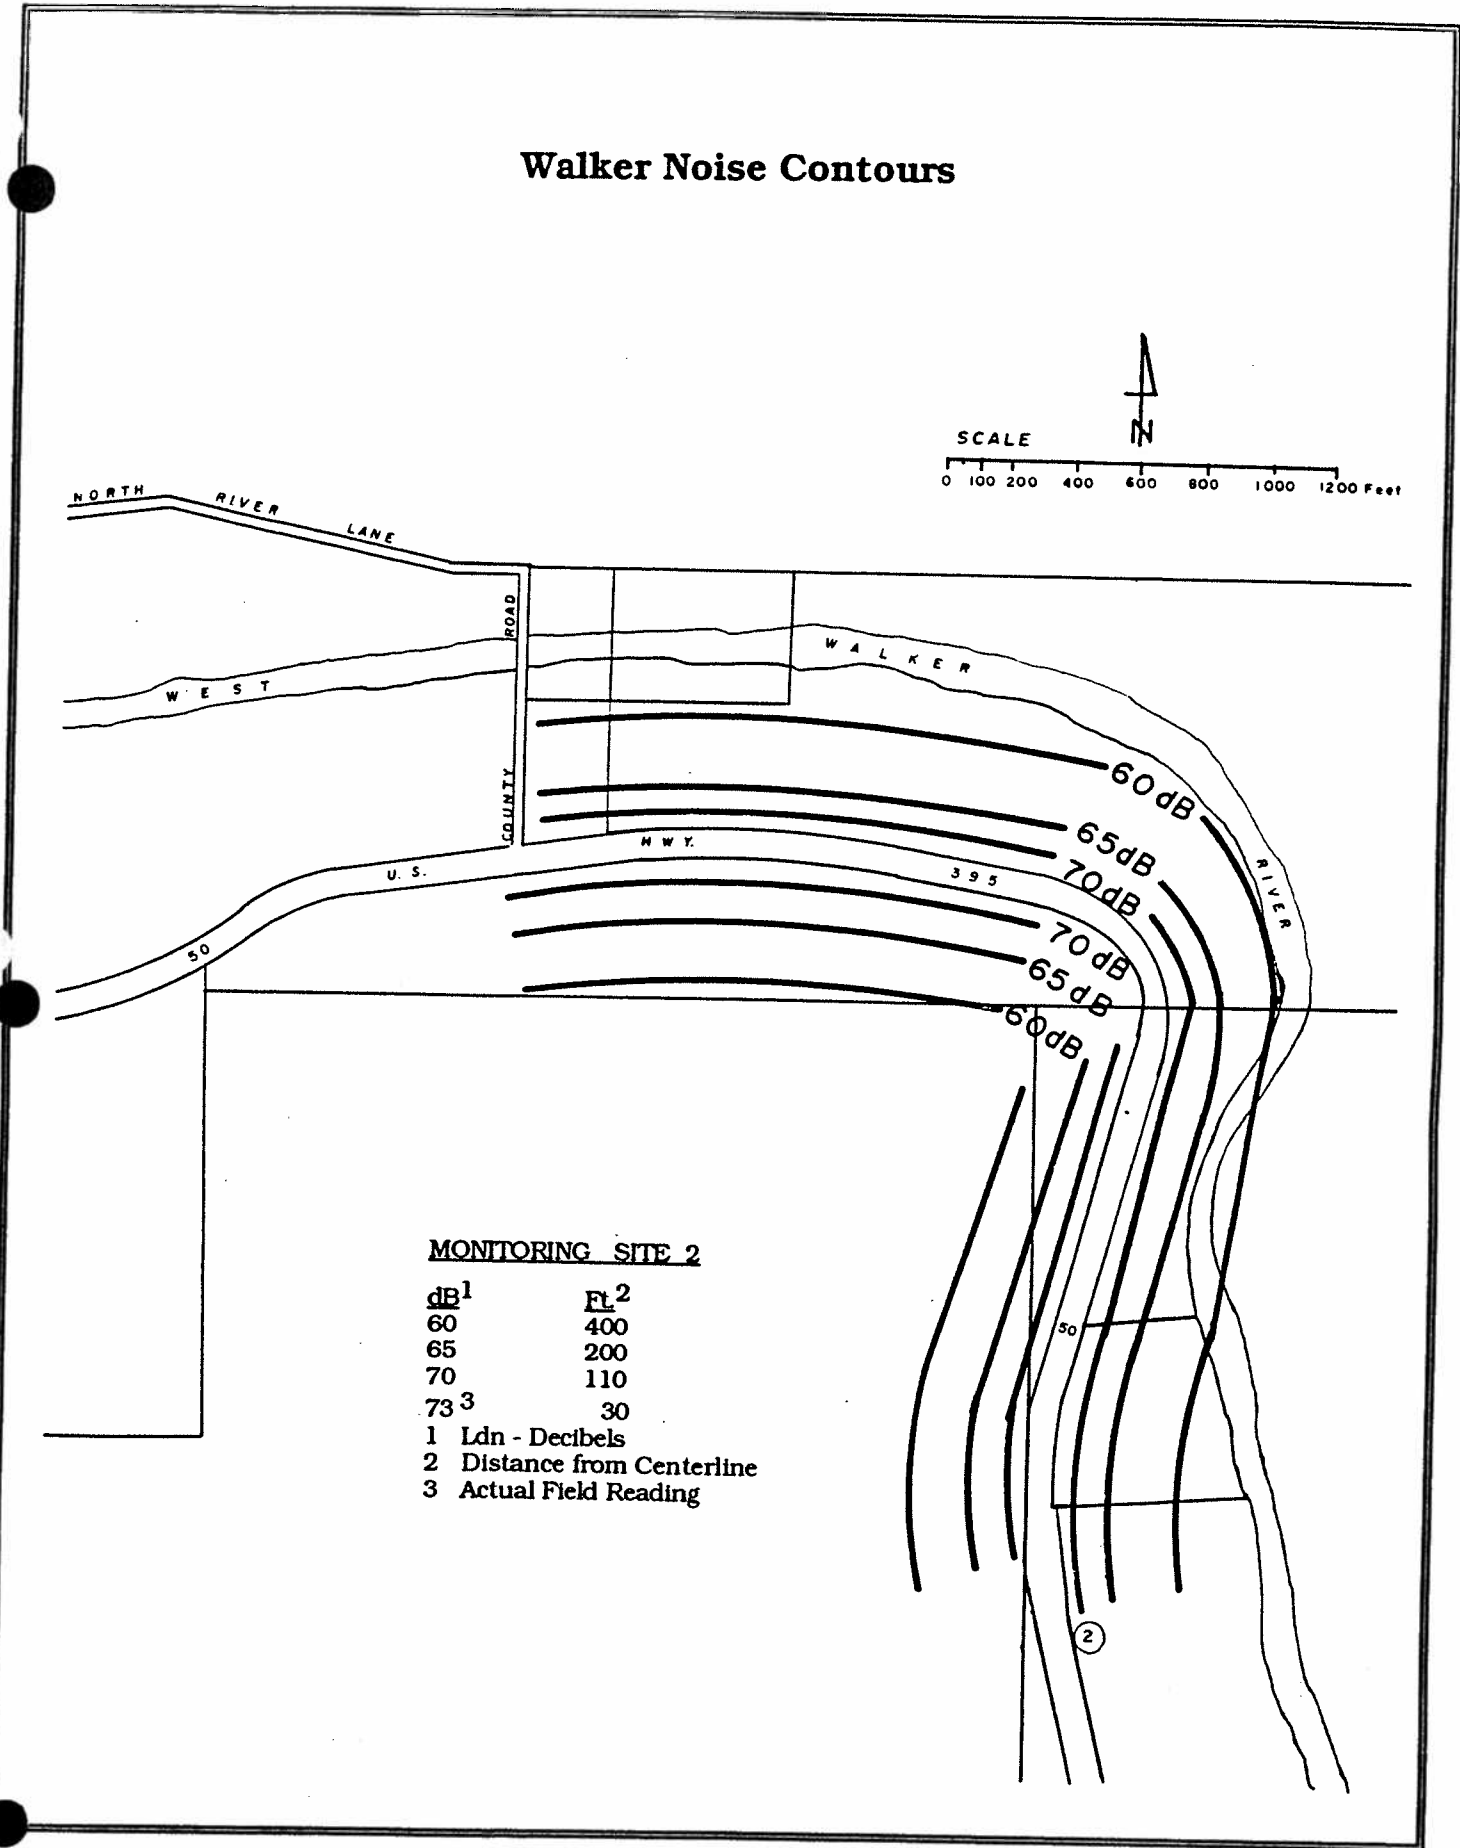 Walker Noise Contours
N
SCALE
0 100 200 400 600 800 1000 1200 Feet
NORTH RIVER LANE
COUNTY ROAD
WEST WALKER RIVER
60dB
65dB
70dB
U.S. HWY. 395
50
70dB
65dB
60dB
50
2
MONITORING SITE 2
dB1 Ft.2
60 400
65 200
70 110
73 3 30
1 Ldn - Decibels
2 Distance from Centerline
3 Actual Field Reading